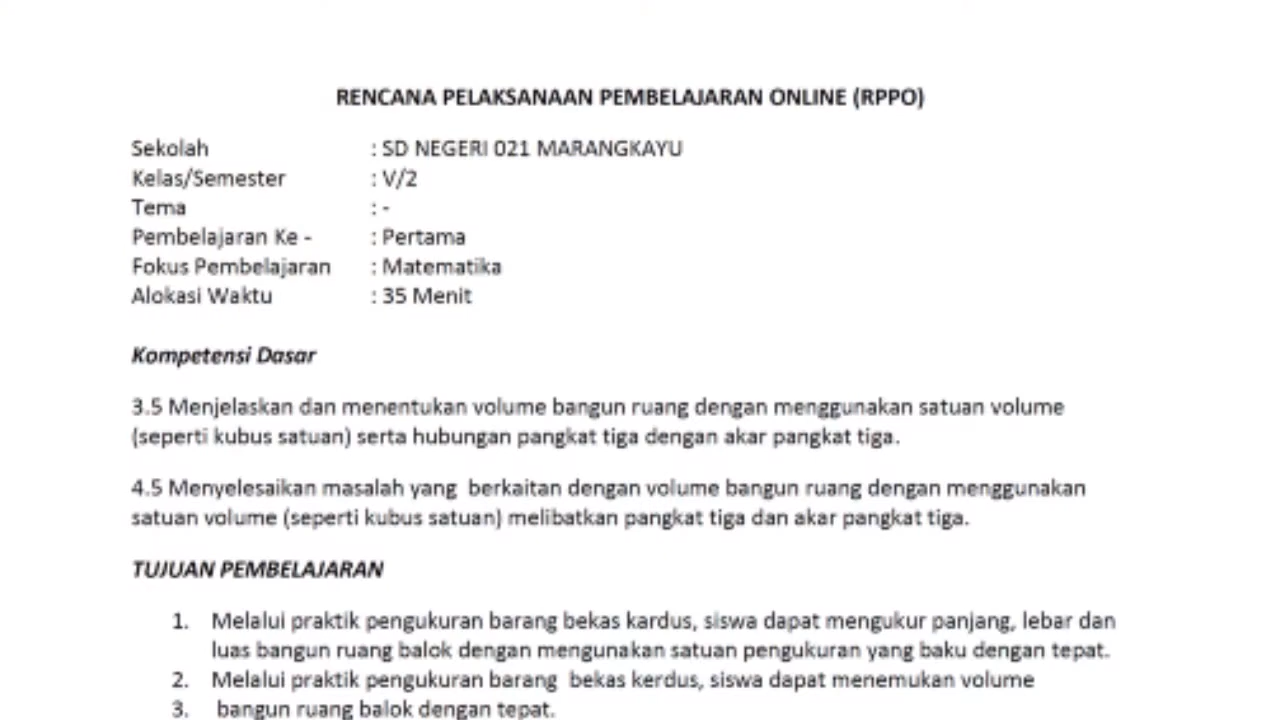 RENCANA PELAKSANAAN PEMBELAJARAN ONLINE (RPPO)
Sekolah : SD NEGERI 021 MARANGKAYU
Kelas/Semester : V/2
Tema : -
Pembelajaran Ke - : Pertama
Fokus Pembelajaran : Matematika
Alokasi Waktu : 35 Menit
Kompetensi Dasar
3.5 Menjelaskan dan menentukan volume bangun ruang dengan menggunakan satuan volume
(seperti kubus satuan) serta hubungan pangkat tiga dengan akar pangkat tiga.
4.5 Menyelesaikan masalah yang  berkaitan dengan volume bangun ruang dengan menggunakan
satuan volume (seperti kubus satuan) melibatkan pangkat tiga dan akar pangkat tiga.
TUJUAN PEMBELAJARAN
1. Melalui praktik pengukuran barang bekas kardus, siswa dapat mengukur panjang, lebar dan
luas bangun ruang balok dengan mengunakan satuan pengukuran yang baku dengan tepat.
2. Melalui praktik pengukuran barang  bekas kerdus, siswa dapat menemukan volume
3. bangun ruang balok dengan tepat.